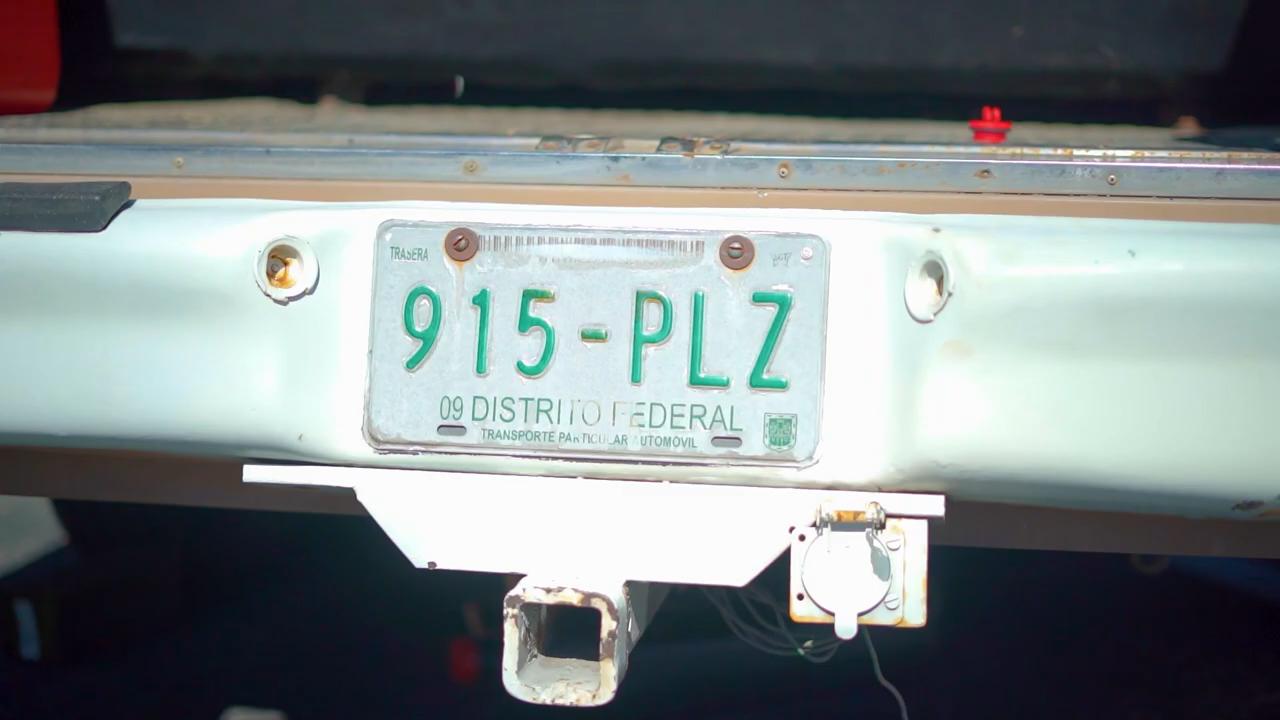 TRASERA
915-PLZ
09 DISTRITO FEDERAL
TRANSPORTE PARTICULAR AUTOMOVIL